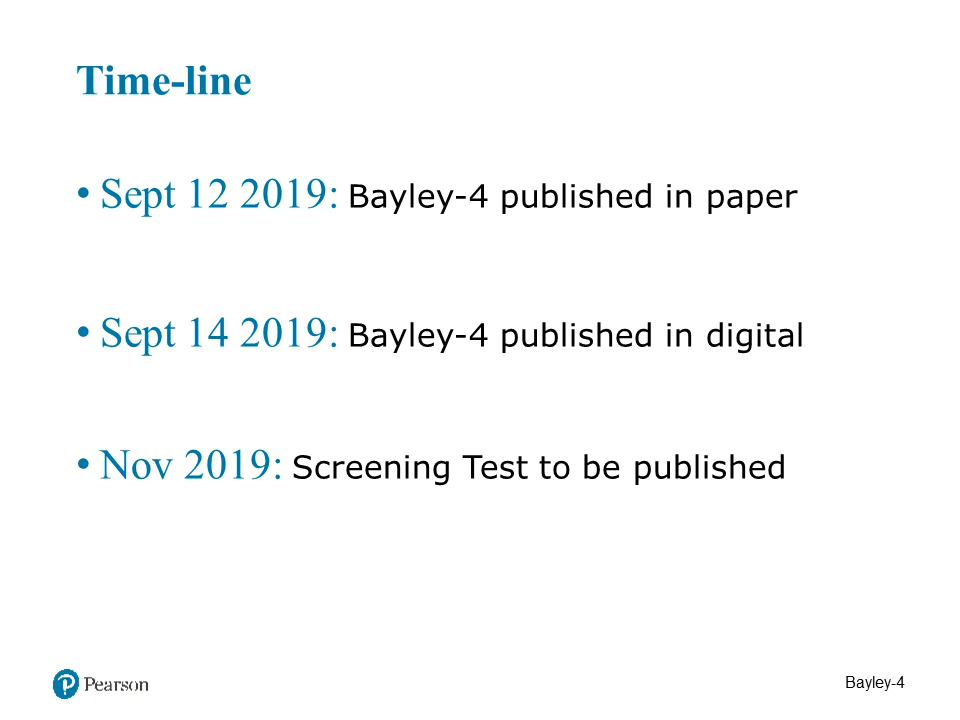 Time-line
• Sept 12 2019: Bayley-4 published in paper
• Sept 14 2019: Bayley-4 published in digital
• Nov 2019: Screening Test to be published
P Pearson
Bayley-4